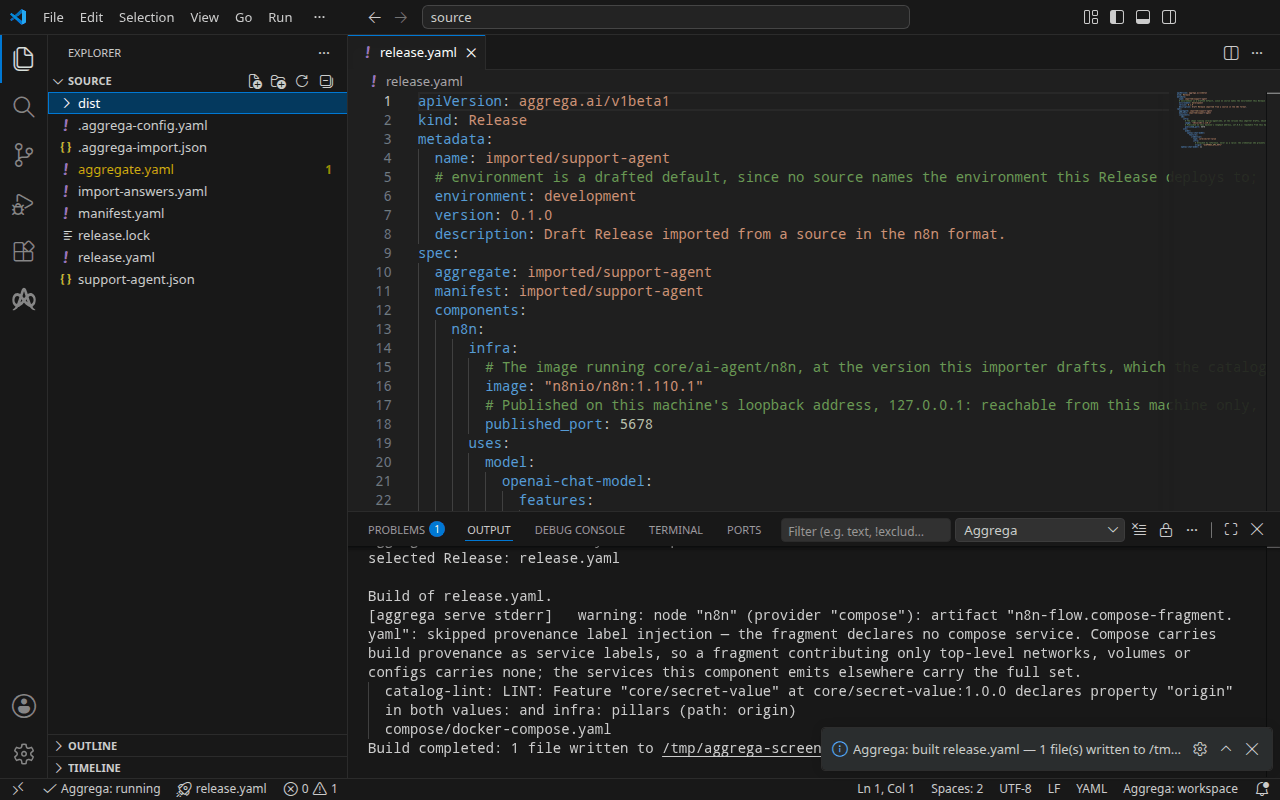 File Edit Selection View Go Run ··· source
EXPLORER ···
SOURCE
dist
.aggrega-config.yaml
.aggrega-import.json
aggregate.yaml 1
import-answers.yaml
manifest.yaml
release.lock
release.yaml
support-agent.json
OUTLINE
TIMELINE
release.yaml
release.yaml
1 apiVersion: aggrega.ai/v1beta1
2 kind: Release
3 metadata:
4 name: imported/support-agent
5 # environment is a drafted default, since no source names the environment this Release deploys to:
6 environment: development
7 version: 0.1.0
8 description: Draft Release imported from a source in the n8n format.
9 spec:
10 aggregate: imported/support-agent
11 manifest: imported/support-agent
12 components:
13 n8n:
14 infra:
15 # The image running core/ai-agent/n8n, at the version this importer drafts, which the catalog
16 image: "n8nio/n8n:1.110.1"
17 # Published on this machine's loopback address, 127.0.0.1: reachable from this machine only,
18 published_port: 5678
19 uses:
20 model:
21 openai-chat-model:
22 features:
PROBLEMS 1 OUTPUT DEBUG CONSOLE TERMINAL PORTS Filter (e.g. text, !exclud... Aggrega
selected Release: release.yaml
Build of release.yaml.
[aggrega serve stderr] warning: node "n8n" (provider "compose"): artifact "n8n-flow.compose-fragment.
yaml": skipped provenance label injection — the fragment declares no compose service. Compose carries
build provenance as service labels, so a fragment contributing only top-level networks, volumes or
configs carries none; the services this component emits elsewhere carry the full set.
catalog-lint: LINT: Feature "core/secret-value" at core/secret-value:1.0.0 declares property "origin"
in both values: and infra: pillars (path: origin)
compose/docker-compose.yaml
Build completed: 1 file written to /tmp/aggrega-screen
Aggrega: built release.yaml — 1 file(s) written to /tm...
Aggrega: running release.yaml 0 1 Ln 1, Col 1 Spaces: 2 UTF-8 LF YAML Aggrega: workspace